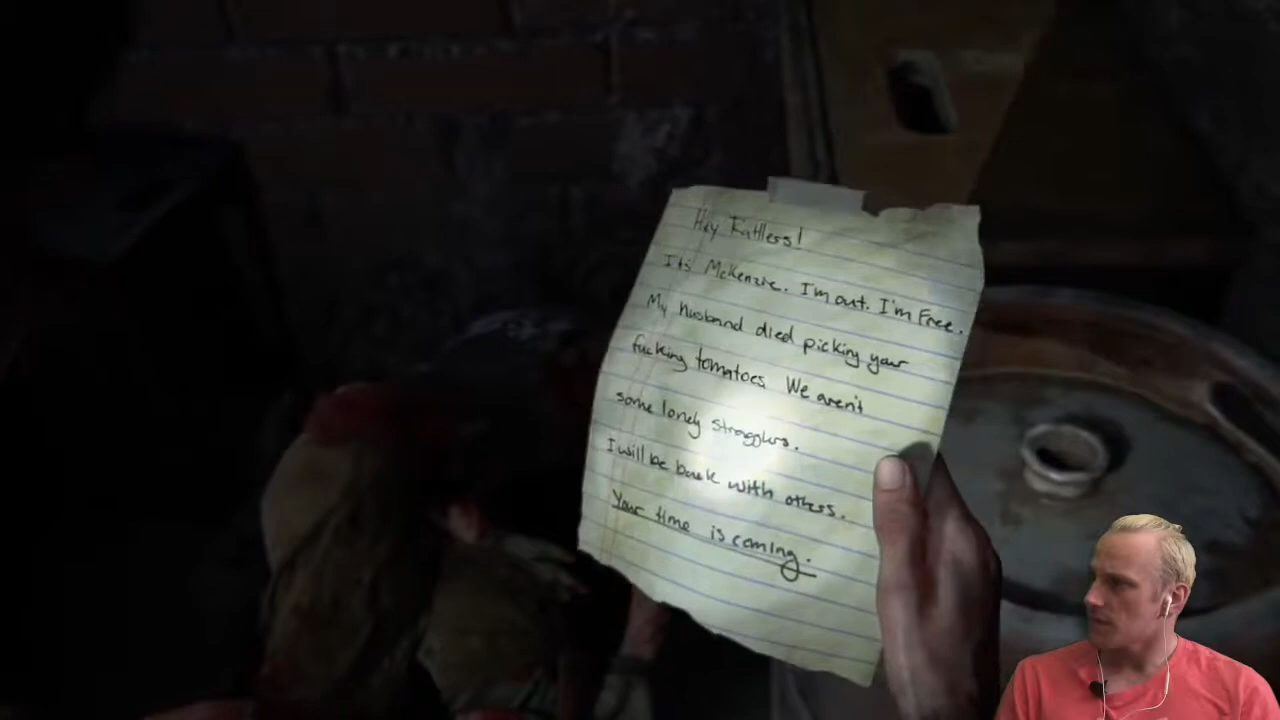 Hey Rattlers!
It's McKenzie. I'm out. I'm Free.
My husband died picking your
fucking tomatoes. We aren't
some lonely stragglers.
I will be back with others.
Your time is coming.